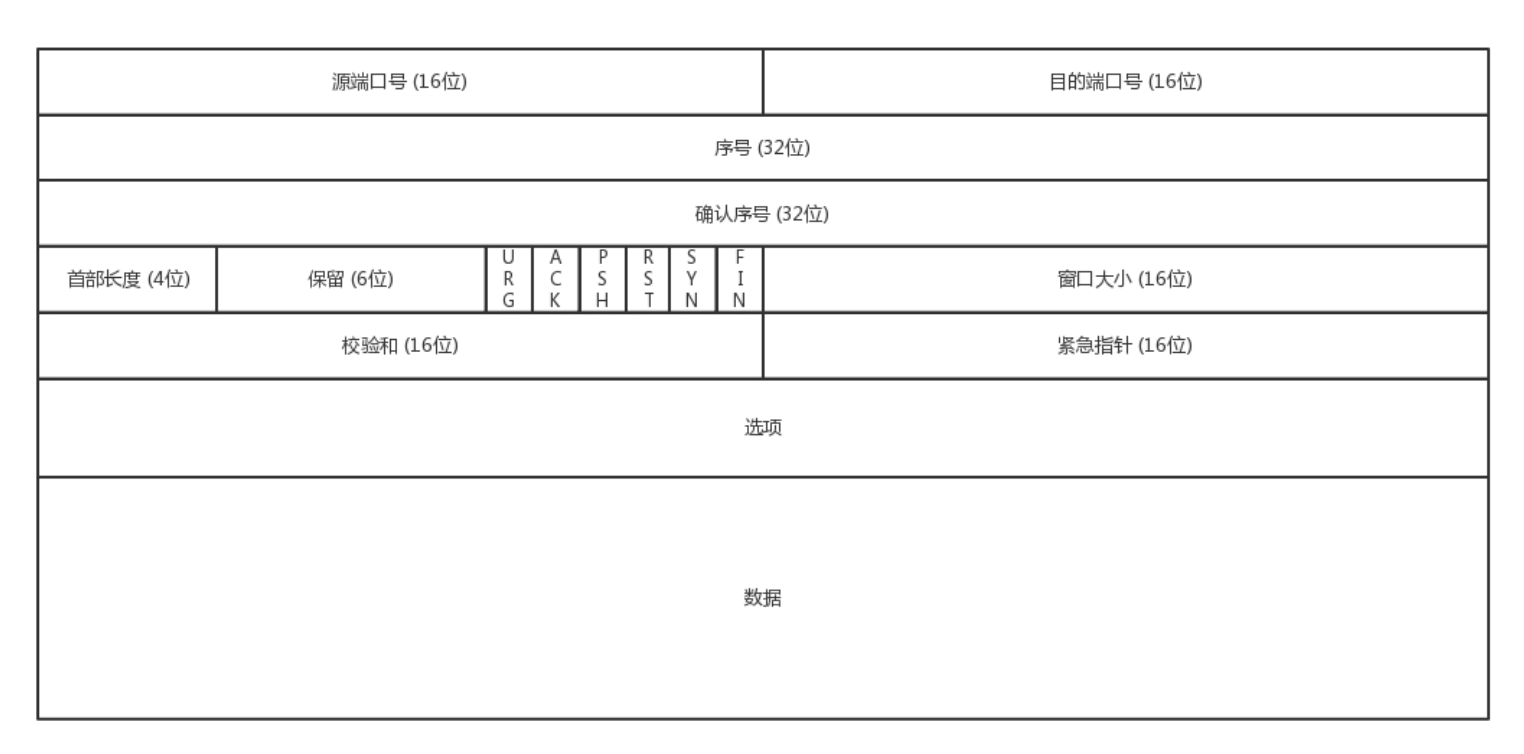 源端口号 (16位)
目的端口号 (16位)
序号 (32位)
确认序号 (32位)
首部长度 (4位)
保留 (6位)
URG
ACK
PSH
RST
SYN
FIN
窗口大小 (16位)
校验和 (16位)
紧急指针 (16位)
选项
数据